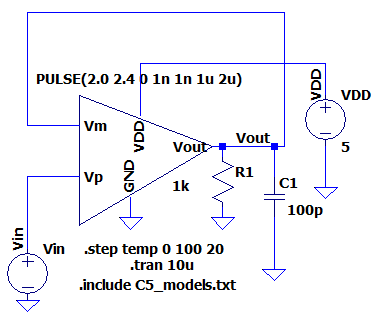 PULSE(2.0 2.4 0 1n 1n 1u 2u)
VDD
VDD
5
Vm
VDD
Vout
Vout
Vp
GND
1k
R1
C1
100p
Vin
Vin
.step temp 0 100 20
.tran 10u
.include C5_models.txt